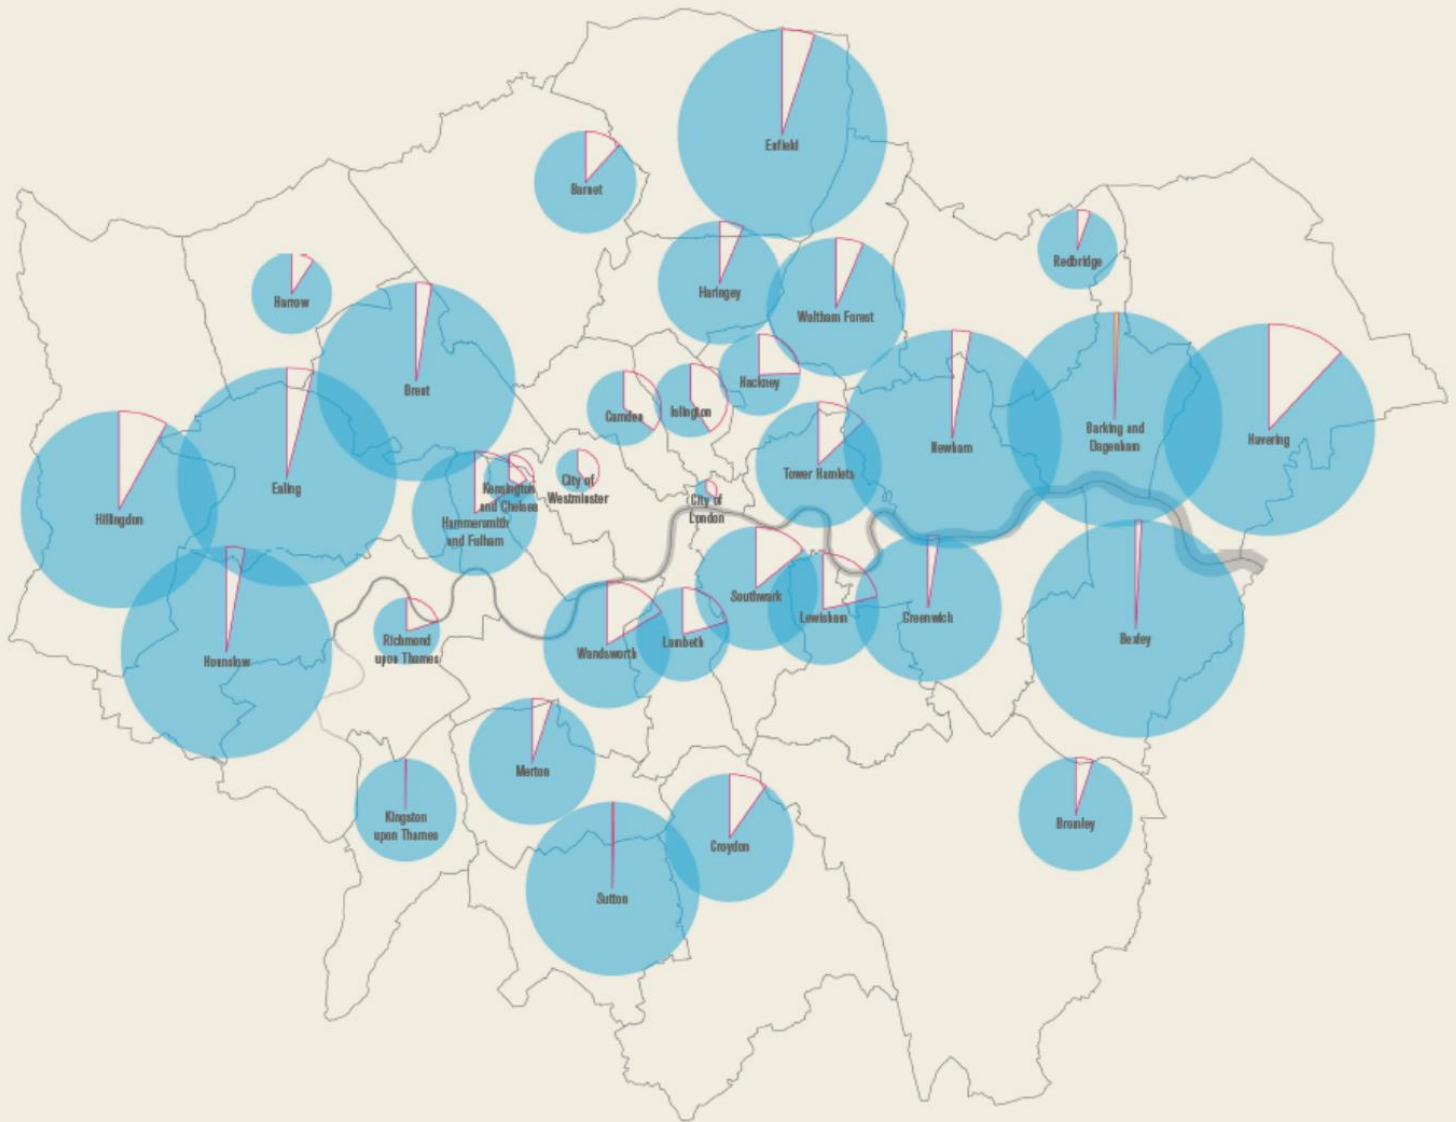 Enfield
Barnet
Redbridge
Haringey
Harrow
Waltham Forest
Hackney
Brent
Camden
Islington
Barking and
Dagenham
Havering
Newham
Tower Hamlets
City of
Westminster
Ealing
Kensington
and Chelsea
City of
London
Hillingdon
Hammersmith
and Fulham
Southwark
Lewisham
Greenwich
Bexley
Richmond
upon Thames
Lambeth
Wandsworth
Hounslow
Merton
Kingston
upon Thames
Bromley
Croydon
Sutton